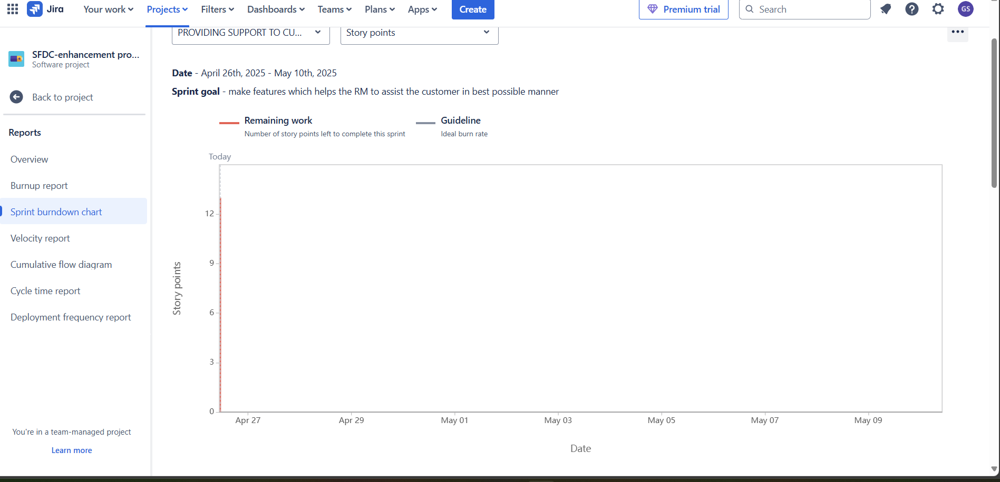 Jira
Your work
Projects
Filters
Dashboards
Teams
Plans
Apps
Create
Premium trial
Search
GS
SFDC-enhancement pro...
Software project
Back to project
Reports
Overview
Burnup report
Sprint burndown chart
Velocity report
Cumulative flow diagram
Cycle time report
Deployment frequency report
You're in a team-managed project
Learn more
PROVIDING SUPPORT TO CU...
Story points
Date - April 26th, 2025 - May 10th, 2025
Sprint goal - make features which helps the RM to assist the customer in best possible manner
Remaining work
Number of story points left to complete this sprint
Guideline
Ideal burn rate
Today
12
9
6
3
0
Story points
Apr 27
Apr 29
May 01
May 03
May 05
May 07
May 09
Date